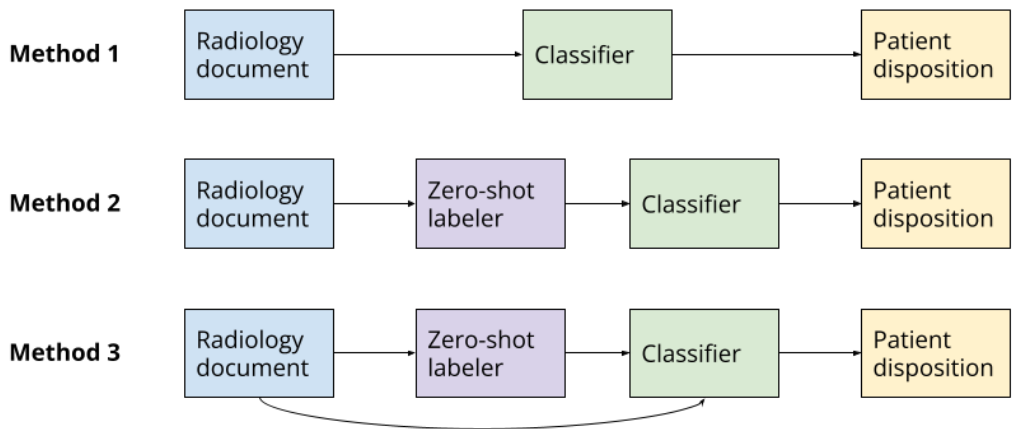 Method 1
Radiology
document
Classifier
Patient
disposition
Method 2
Radiology
document
Zero-shot
labeler
Classifier
Patient
disposition
Method 3
Radiology
document
Zero-shot
labeler
Classifier
Patient
disposition